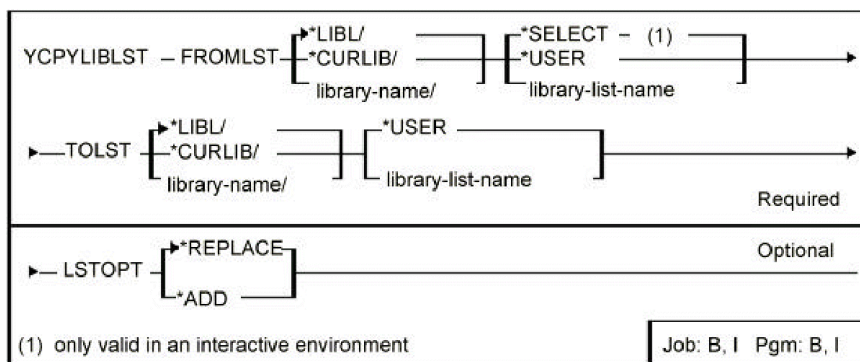 *LIBL/ *SELECT (1)
YCPYLIBLST FROMLST *CURLIB/ *USER
library-name/ library-list-name
*LIBL/ *USER
TOLST *CURLIB/
library-name/ library-list-name
Required
*REPLACE Optional
LSTOPT
*ADD
(1) only valid in an interactive environment Job: B, I Pgm: B, I